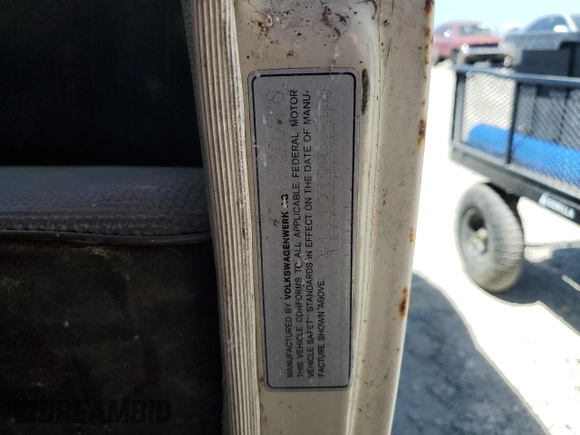 MANUFACTURED BY VOLKSWAGENWERK AG
THIS VEHICLE CONFORMS TO ALL APPLICABLE FEDERAL MOTOR
VEHICLE SAFETY STANDARDS IN EFFECT ON THE DATE OF MANU-
FACTURE SHOWN ABOVE.
DREAMBID